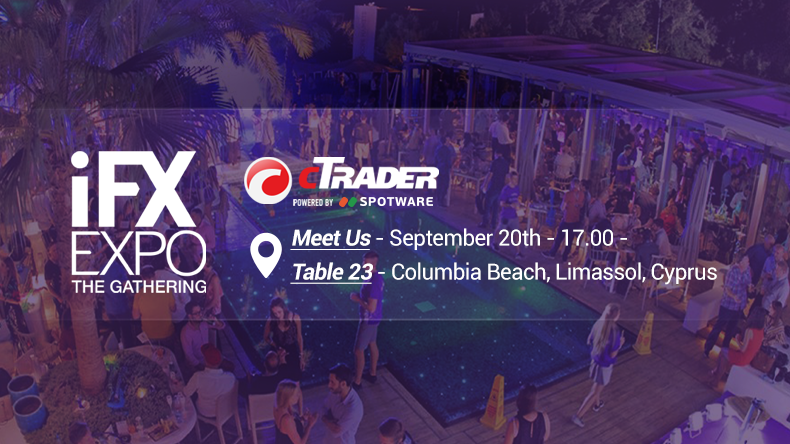 iFX
EXPO
THE GATHERING
cTRADER
POWERED BY SPOTWARE
Meet Us - September 20th - 17.00 -
Table 23 - Columbia Beach, Limassol, Cyprus